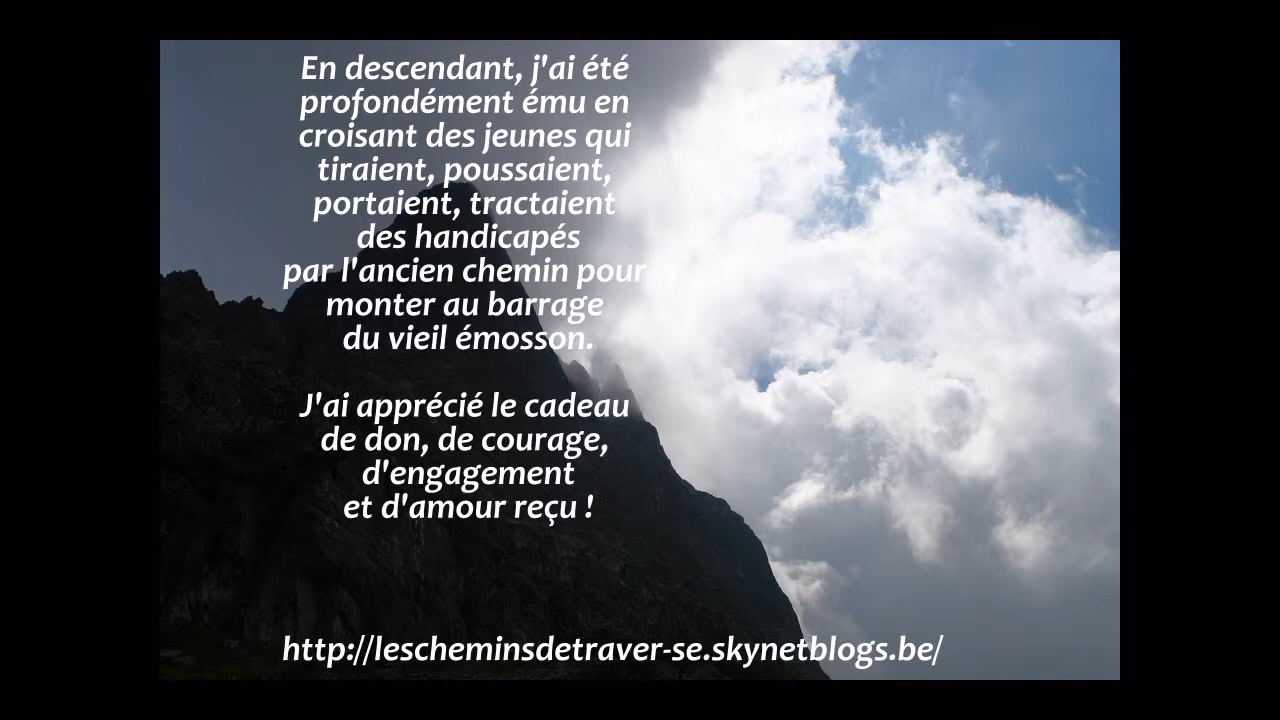 En descendant, j'ai été
profondément ému en
croisant des jeunes qui
tiraient, poussaient,
portaient, tractaient
des handicapés
par l'ancien chemin pour
monter au barrage
du vieil émosson.
J'ai apprécié le cadeau
de don, de courage,
d'engagement
et d'amour reçu !
http://lescheminsdetraver-se.skynetblogs.be/